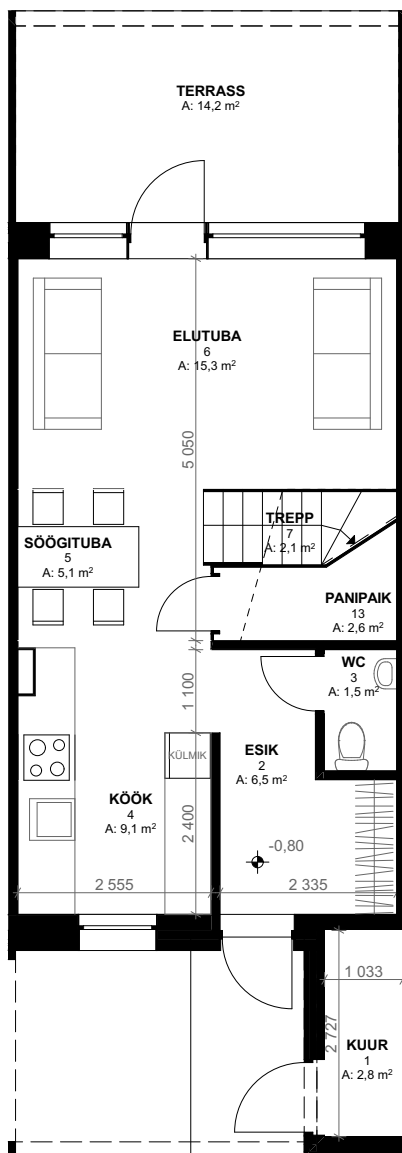 TERRASS
A: 14,2 m²
ELUTUBA
6
A: 15,3 m²
5 050
TREPP
7
A: 2,1 m²
SÖÖGITUBA
5
A: 5,1 m²
PANIPAIK
13
A: 2,6 m²
WC
3
A: 1,5 m²
1 100
ESIK
2
A: 6,5 m²
KÜLMIK
KÖÖK
4
A: 9,1 m²
2 400
-0,80
2 555
2 335
1 033
2 727
KUUR
1
A: 2,8 m²